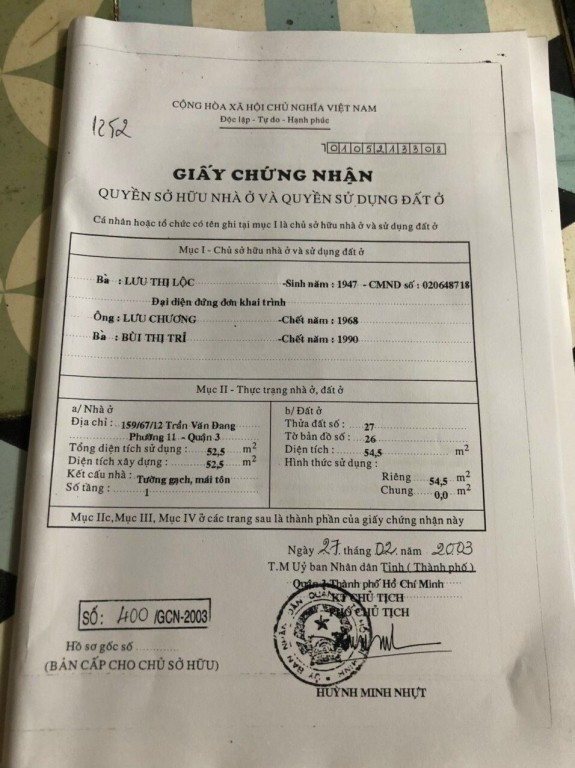 CỘNG HÒA XÃ HỘI CHỦ NGHĨA VIỆT NAM
Độc lập - Tự do - Hạnh phúc
1252
70105213308
GIẤY CHỨNG NHẬN
QUYỀN SỞ HỮU NHÀ Ở VÀ QUYỀN SỬ DỤNG ĐẤT Ở
Cá nhân hoặc tổ chức có tên ghi tại mục I là chủ sở hữu nhà ở và sử dụng đất ở
Mục I - Chủ sở hữu nhà ở và sử dụng đất ở
Bà : LƯU THỊ LỘC -Sinh năm : 1947 - CMND số : 020648718
Đại diện đứng đơn khai trình
Ông : LƯU CHƯƠNG -Chết năm : 1968
Bà : BÙI THỊ TRĨ -Chết năm : 1990
Mục II - Thực trạng nhà ở, đất ở
a/ Nhà ở
Địa chỉ : 159/67/12 Trần Văn Đang
Phường 11 - Quận 3
Tổng diện tích sử dụng : 52,5 m2
Diện tích xây dựng : 52,5 m2
Kết cấu nhà : Tường gạch, mái tôn
Số tầng : 1
b/ Đất ở
Thửa đất số : 27
Tờ bản đồ số : 26
Diện tích : 54,5 m2
Hình thức sử dụng :
Riêng 54,5 m2
Chung 0,0 m2
Mục IIc, Mục III, Mục IV ở các trang sau là thành phần của giấy chứng nhận này
Ngày 27 tháng 02 năm 2003
T.M Uỷ ban Nhân dân Tỉnh ( Thành phố )
Quận 3 Thành phố Hồ Chí Minh
KT CHỦ TỊCH
PHÓ CHỦ TỊCH
SỐ: 400 /GCN-2003
Hồ sơ gốc số
(BẢN CẤP CHO CHỦ SỞ HỮU)
HUỲNH MINH NHỰT